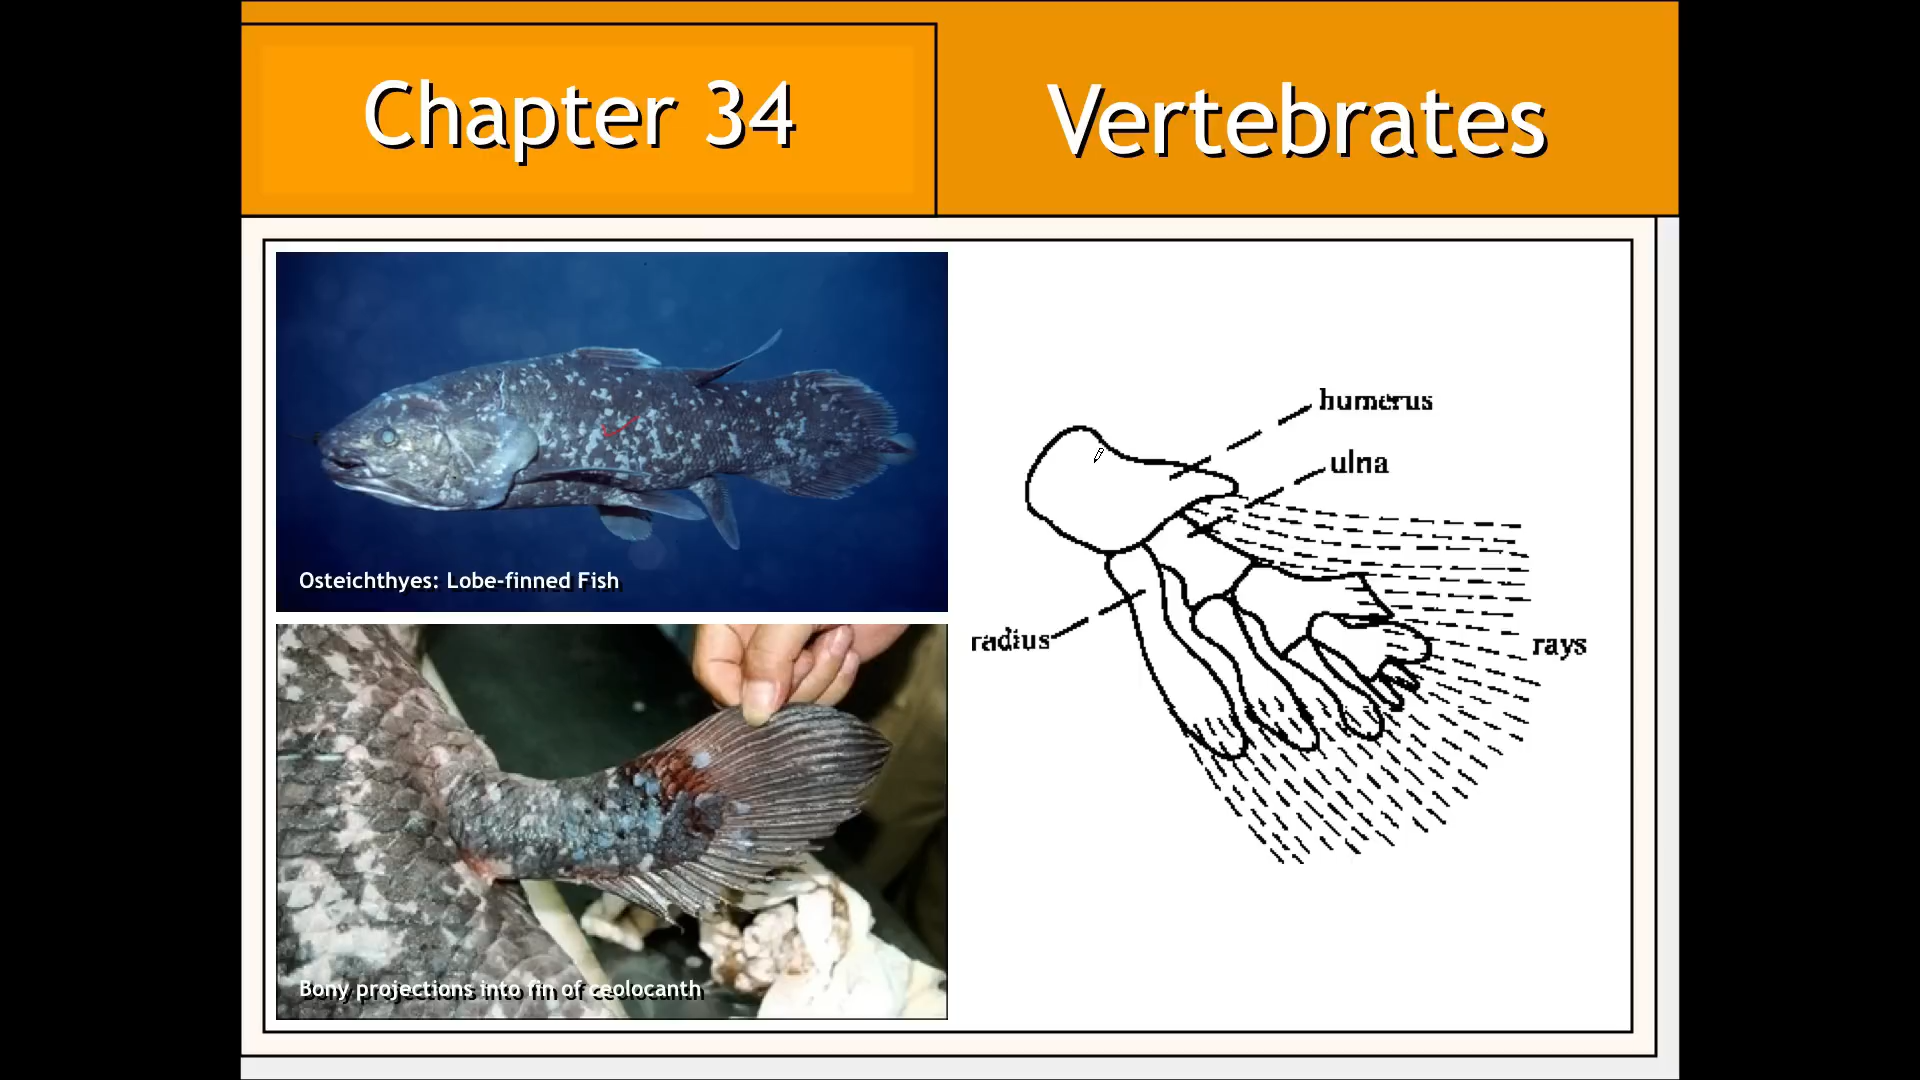 Chapter 34
Vertebrates
Osteichthyes: Lobe-finned Fish
Bony projections into fin of ceolocanth
humerus
ulna
radius
rays